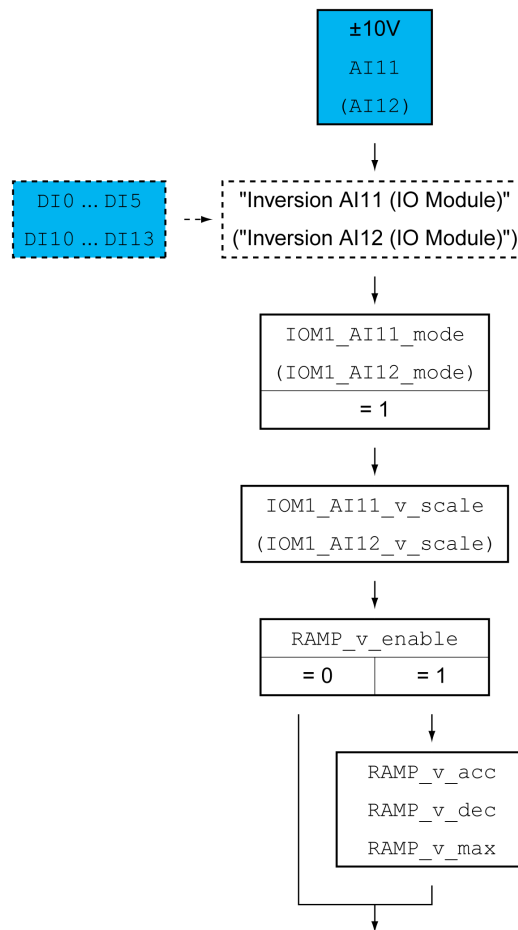 ±10V
AI11
(AI12)
DI0 ... DI5
DI10 ... DI13
"Inversion AI11 (IO Module)"
("Inversion AI12 (IO Module)")
IOM1_AI11_mode
(IOM1_AI12_mode)
= 1
IOM1_AI11_v_scale
(IOM1_AI12_v_scale)
RAMP_v_enable
= 0
= 1
RAMP_v_acc
RAMP_v_dec
RAMP_v_max